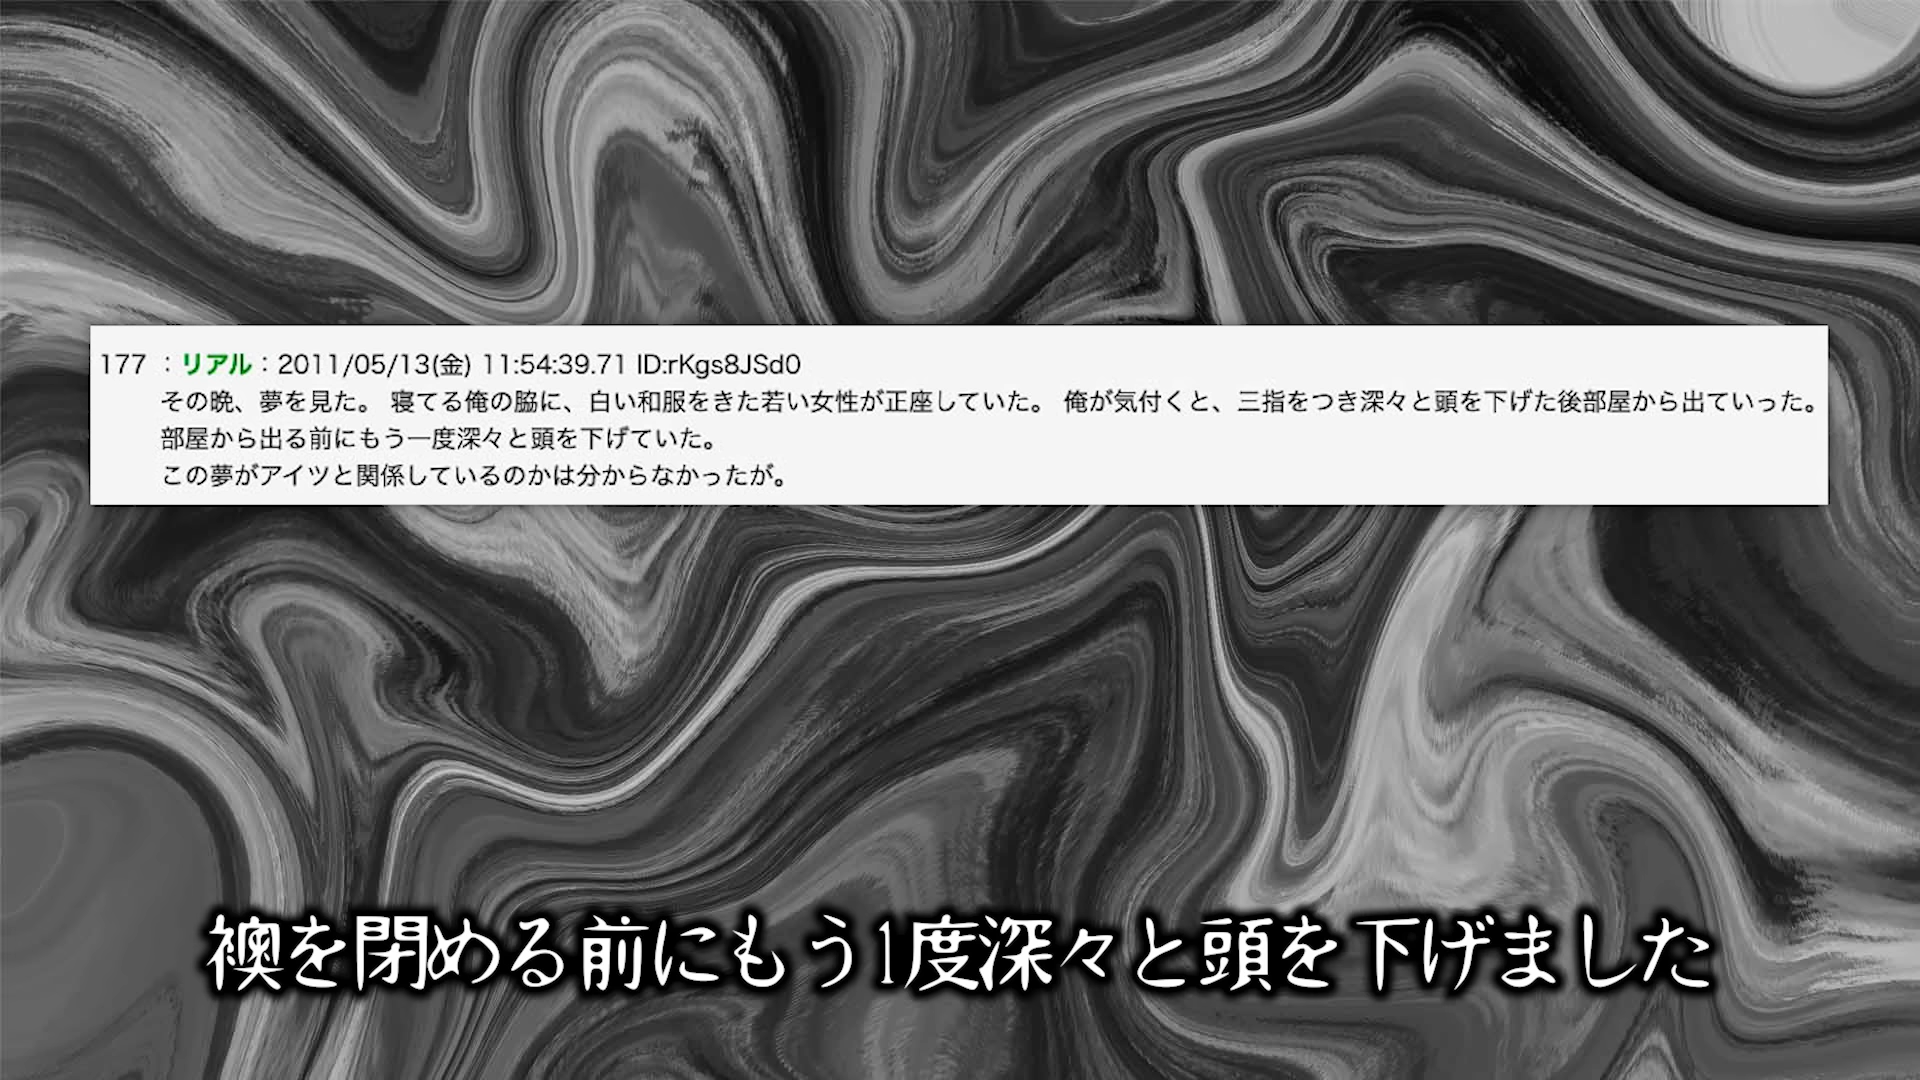 177 ：リアル：2011/05/13(金) 11:54:39.71 ID:rKgs8JSd0
その晩、夢を見た。 寝てる俺の脇に、白い和服をきた若い女性が正座していた。 俺が気付くと、三指をつき深々と頭を下げた後部屋から出ていった。
部屋から出る前にもう一度深々と頭を下げていた。
この夢がアイツと関係しているのかは分からなかったが。
襖を閉める前にもう1度深々と頭を下げました